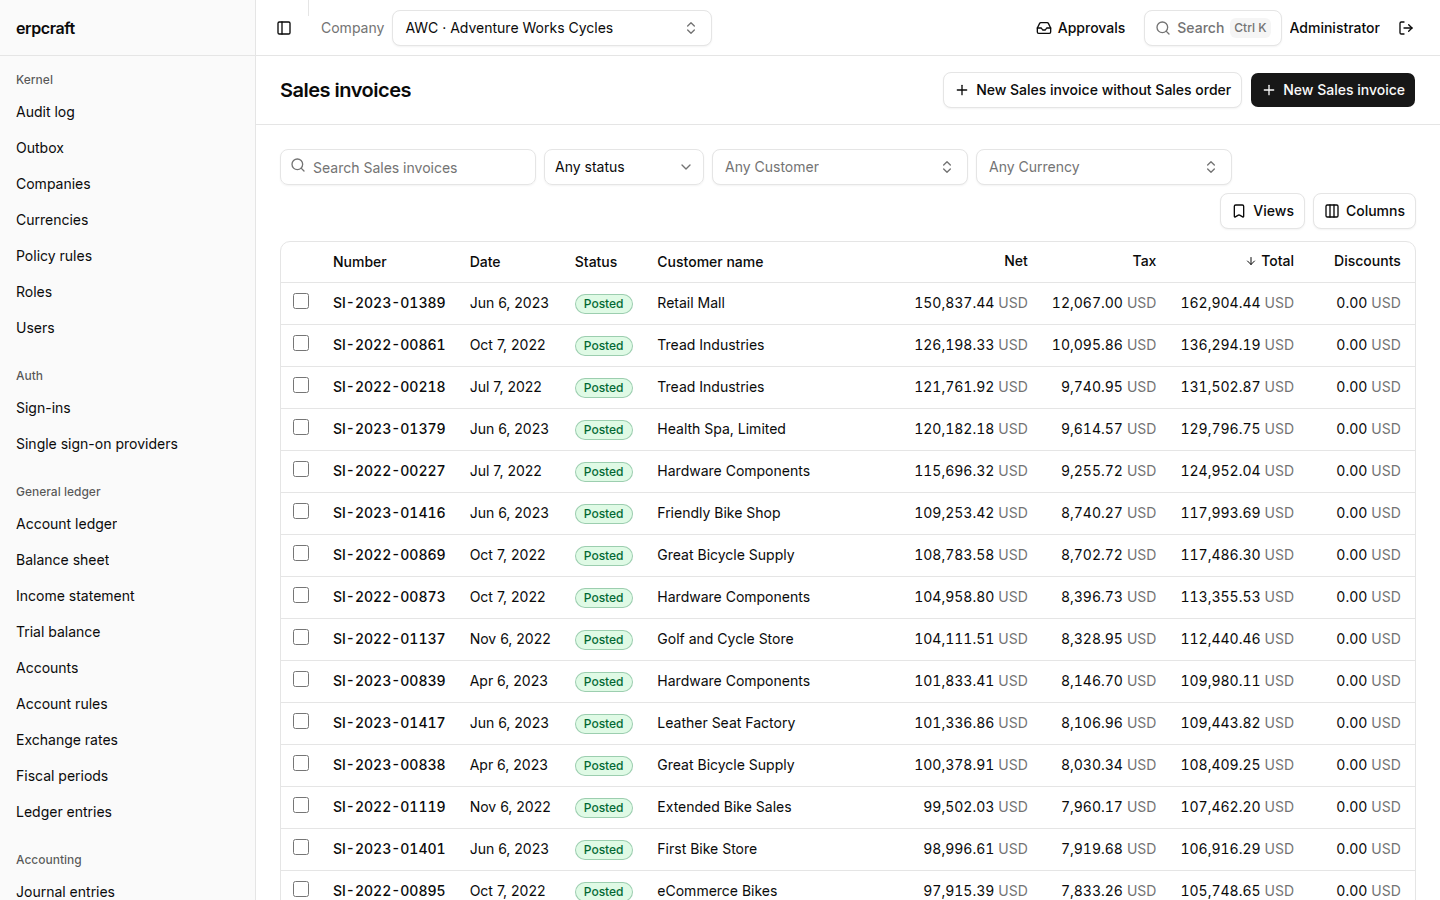 erpcraft
Company AWC · Adventure Works Cycles
Approvals Search Ctrl K Administrator
Kernel
Audit log
Outbox
Companies
Currencies
Policy rules
Roles
Users
Auth
Sign-ins
Single sign-on providers
General ledger
Account ledger
Balance sheet
Income statement
Trial balance
Accounts
Account rules
Exchange rates
Fiscal periods
Ledger entries
Accounting
Journal entries
Sales invoices
New Sales invoice without Sales order New Sales invoice
Search Sales invoices Any status Any Customer Any Currency
Views Columns
Number Date Status Customer name Net Tax Total Discounts
SI-2023-01389 Jun 6, 2023 Posted Retail Mall 150,837.44 USD 12,067.00 USD 162,904.44 USD 0.00 USD
SI-2022-00861 Oct 7, 2022 Posted Tread Industries 126,198.33 USD 10,095.86 USD 136,294.19 USD 0.00 USD
SI-2022-00218 Jul 7, 2022 Posted Tread Industries 121,761.92 USD 9,740.95 USD 131,502.87 USD 0.00 USD
SI-2023-01379 Jun 6, 2023 Posted Health Spa, Limited 120,182.18 USD 9,614.57 USD 129,796.75 USD 0.00 USD
SI-2022-00227 Jul 7, 2022 Posted Hardware Components 115,696.32 USD 9,255.72 USD 124,952.04 USD 0.00 USD
SI-2023-01416 Jun 6, 2023 Posted Friendly Bike Shop 109,253.42 USD 8,740.27 USD 117,993.69 USD 0.00 USD
SI-2022-00869 Oct 7, 2022 Posted Great Bicycle Supply 108,783.58 USD 8,702.72 USD 117,486.30 USD 0.00 USD
SI-2022-00873 Oct 7, 2022 Posted Hardware Components 104,958.80 USD 8,396.73 USD 113,355.53 USD 0.00 USD
SI-2022-01137 Nov 6, 2022 Posted Golf and Cycle Store 104,111.51 USD 8,328.95 USD 112,440.46 USD 0.00 USD
SI-2023-00839 Apr 6, 2023 Posted Hardware Components 101,833.41 USD 8,146.70 USD 109,980.11 USD 0.00 USD
SI-2023-01417 Jun 6, 2023 Posted Leather Seat Factory 101,336.86 USD 8,106.96 USD 109,443.82 USD 0.00 USD
SI-2023-00838 Apr 6, 2023 Posted Great Bicycle Supply 100,378.91 USD 8,030.34 USD 108,409.25 USD 0.00 USD
SI-2022-01119 Nov 6, 2022 Posted Extended Bike Sales 99,502.03 USD 7,960.17 USD 107,462.20 USD 0.00 USD
SI-2023-01401 Jun 6, 2023 Posted First Bike Store 98,996.61 USD 7,919.68 USD 106,916.29 USD 0.00 USD
SI-2022-00895 Oct 7, 2022 Posted eCommerce Bikes 97,915.39 USD 7,833.26 USD 105,748.65 USD 0.00 USD